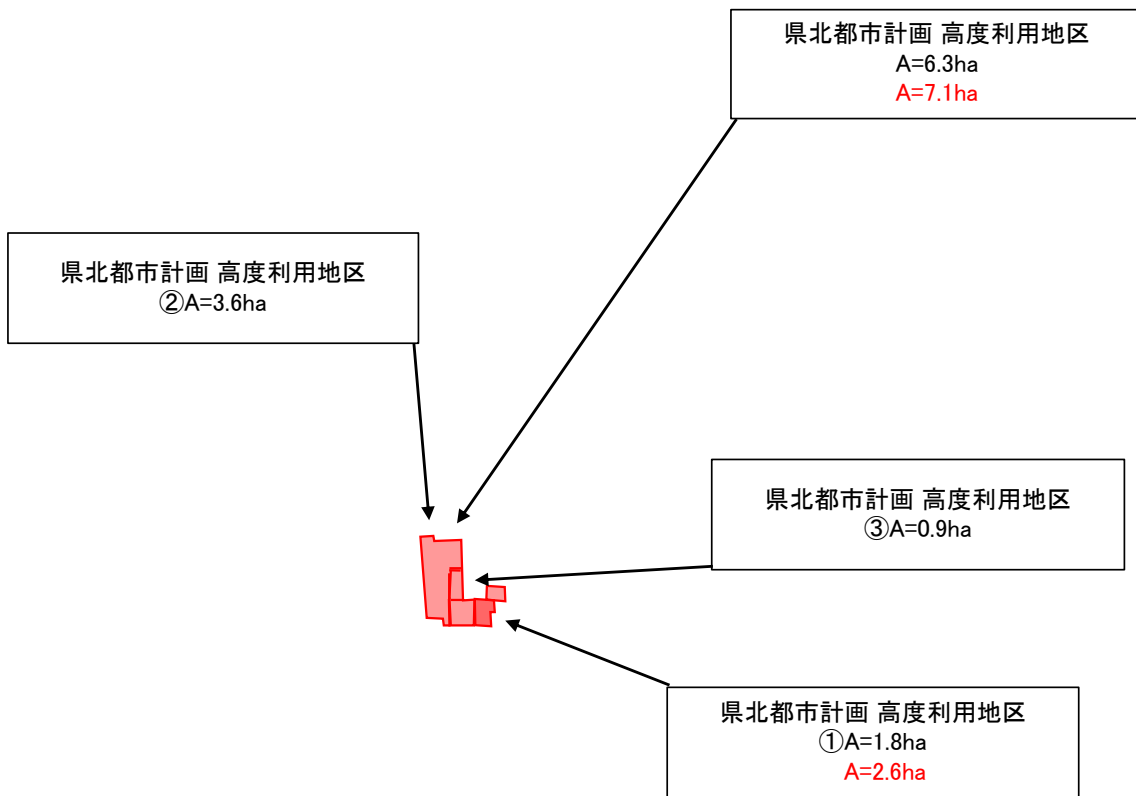 県北都市計画 高度利用地区
A=6.3ha
A=7.1ha
県北都市計画 高度利用地区
②A=3.6ha
県北都市計画 高度利用地区
③A=0.9ha
県北都市計画 高度利用地区
①A=1.8ha
A=2.6ha